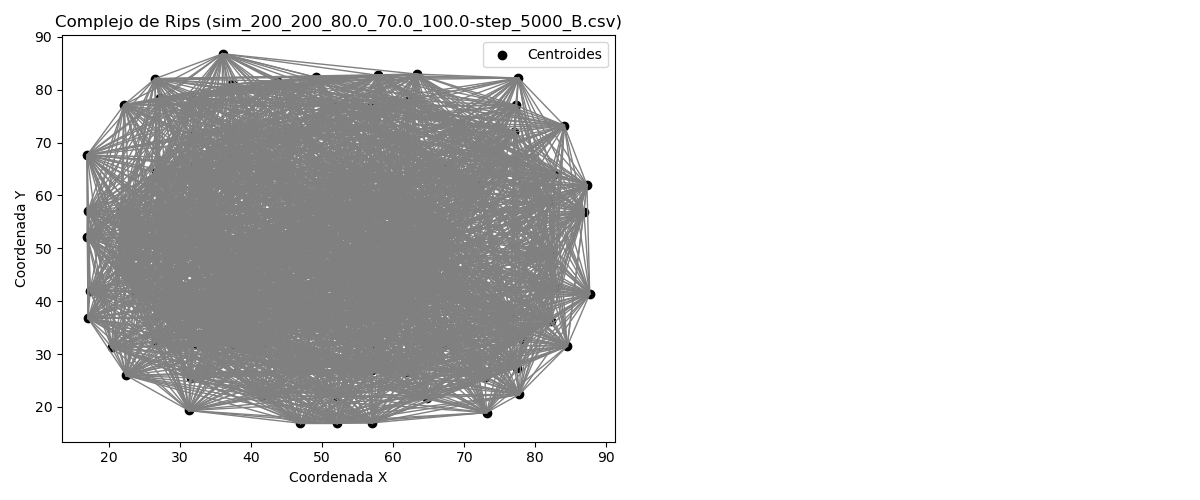 Complejo de Rips (sim_200_200_80.0_70.0_100.0-step_5000_B.csv)
Centroides
Coordenada Y
90
80
70
60
50
40
30
20
20 30 40 50 60 70 80 90
Coordenada X